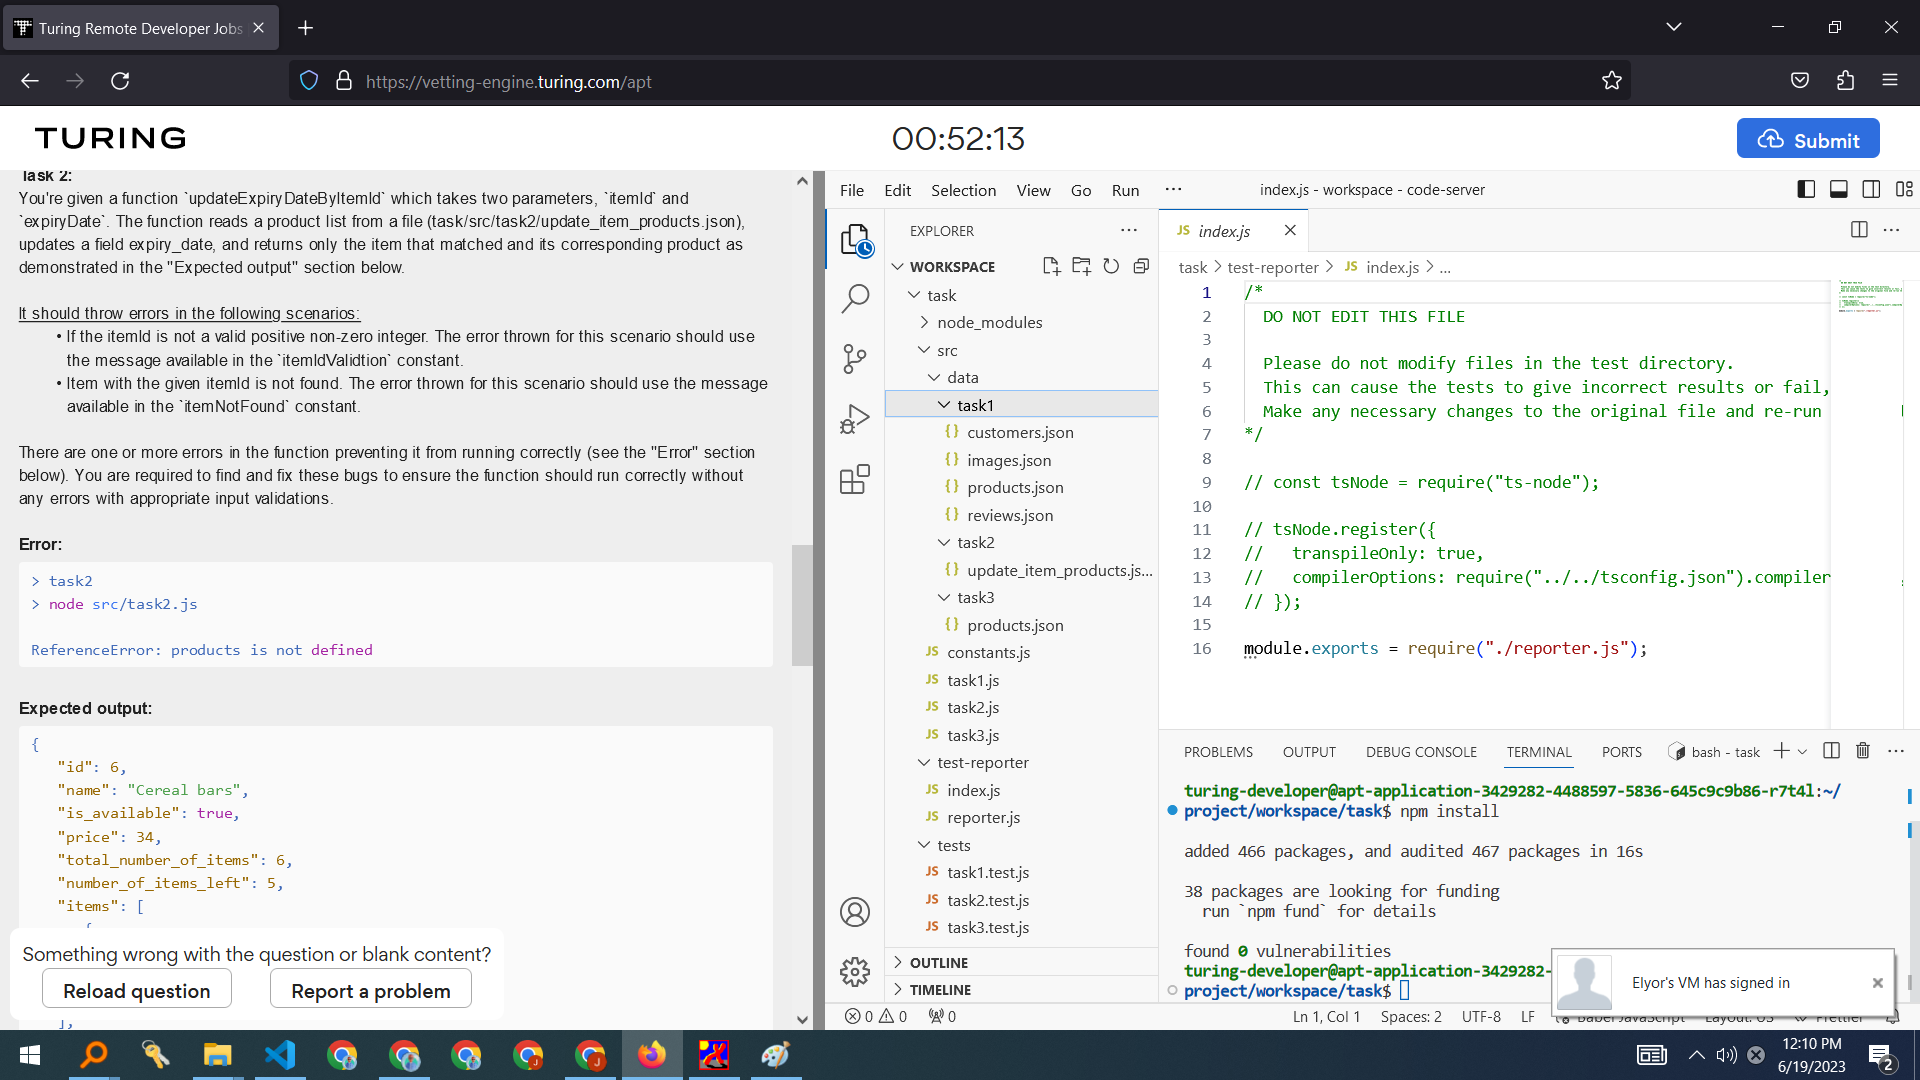 Turing Remote Developer Jobs
https://vetting-engine.turing.com/apt
TURING
00:52:13
Submit
Task 2:
You're given a function `updateExpiryDateByItemId` which takes two parameters, `itemId` and
`expiryDate`. The function reads a product list from a file (task/src/task2/update_item_products.json),
updates a field expiry_date, and returns only the item that matched and its corresponding product as
demonstrated in the "Expected output" section below.
It should throw errors in the following scenarios:
• If the itemId is not a valid positive non-zero integer. The error thrown for this scenario should use
the message available in the `itemIdValidtion` constant.
• Item with the given itemId is not found. The error thrown for this scenario should use the message
available in the `itemNotFound` constant.
There are one or more errors in the function preventing it from running correctly (see the "Error" section
below). You are required to find and fix these bugs to ensure the function should run correctly without
any errors with appropriate input validations.
Error:
> task2
> node src/task2.js
ReferenceError: products is not defined
Expected output:
{
"id": 6,
"name": "Cereal bars",
"is_available": true,
"price": 34,
"total_number_of_items": 6,
"number_of_items_left": 5,
"items": [
{
Something wrong with the question or blank content?
Reload question
Report a problem
],
File Edit Selection View Go Run ···
index.js - workspace - code-server
EXPLORER
WORKSPACE
task
node_modules
src
data
task1
{} customers.json
{} images.json
{} products.json
{} reviews.json
task2
{} update_item_products.js...
task3
{} products.json
JS constants.js
JS task1.js
JS task2.js
JS task3.js
test-reporter
JS index.js
JS reporter.js
tests
JS task1.test.js
JS task2.test.js
JS task3.test.js
OUTLINE
TIMELINE
JS index.js
task > test-reporter > JS index.js > ...
1 /*
2 DO NOT EDIT THIS FILE
3
4 Please do not modify files in the test directory.
5 This can cause the tests to give incorrect results or fail,
6 Make any necessary changes to the original file and re-run
7 */
8
9 // const tsNode = require("ts-node");
10
11 // tsNode.register({
12 //   transpileOnly: true,
13 //   compilerOptions: require("../../tsconfig.json").compiler
14 // });
15
16 module.exports = require("./reporter.js");
PROBLEMS OUTPUT DEBUG CONSOLE TERMINAL PORTS bash - task
turing-developer@apt-application-3429282-4488597-5836-645c9c9b86-r7t4l:~/
project/workspace/task$ npm install
added 466 packages, and audited 467 packages in 16s
38 packages are looking for funding
run `npm fund` for details
found 0 vulnerabilities
turing-developer@apt-application-3429282-
project/workspace/task$
Elyor's VM has signed in
0 0 0
Ln 1, Col 1 Spaces: 2 UTF-8 LF Babel JavaScript Layout: US Prettier
12:10 PM
6/19/2023
2